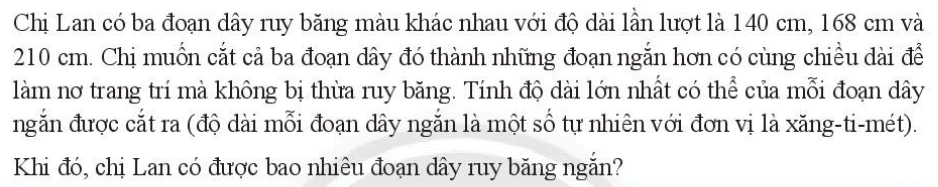 Chị Lan có ba đoạn dây ruy băng màu khác nhau với độ dài lần lượt là 140 cm, 168 cm và
210 cm. Chị muốn cắt cả ba đoạn dây đó thành những đoạn ngắn hơn có cùng chiều dài để
làm nơ trang trí mà không bị thừa ruy băng. Tính độ dài lớn nhất có thể của mỗi đoạn dây
ngắn được cắt ra (độ dài mỗi đoạn dây ngắn là một số tự nhiên với đơn vị là xăng-ti-mét).
Khi đó, chị Lan có được bao nhiêu đoạn dây ruy băng ngắn?